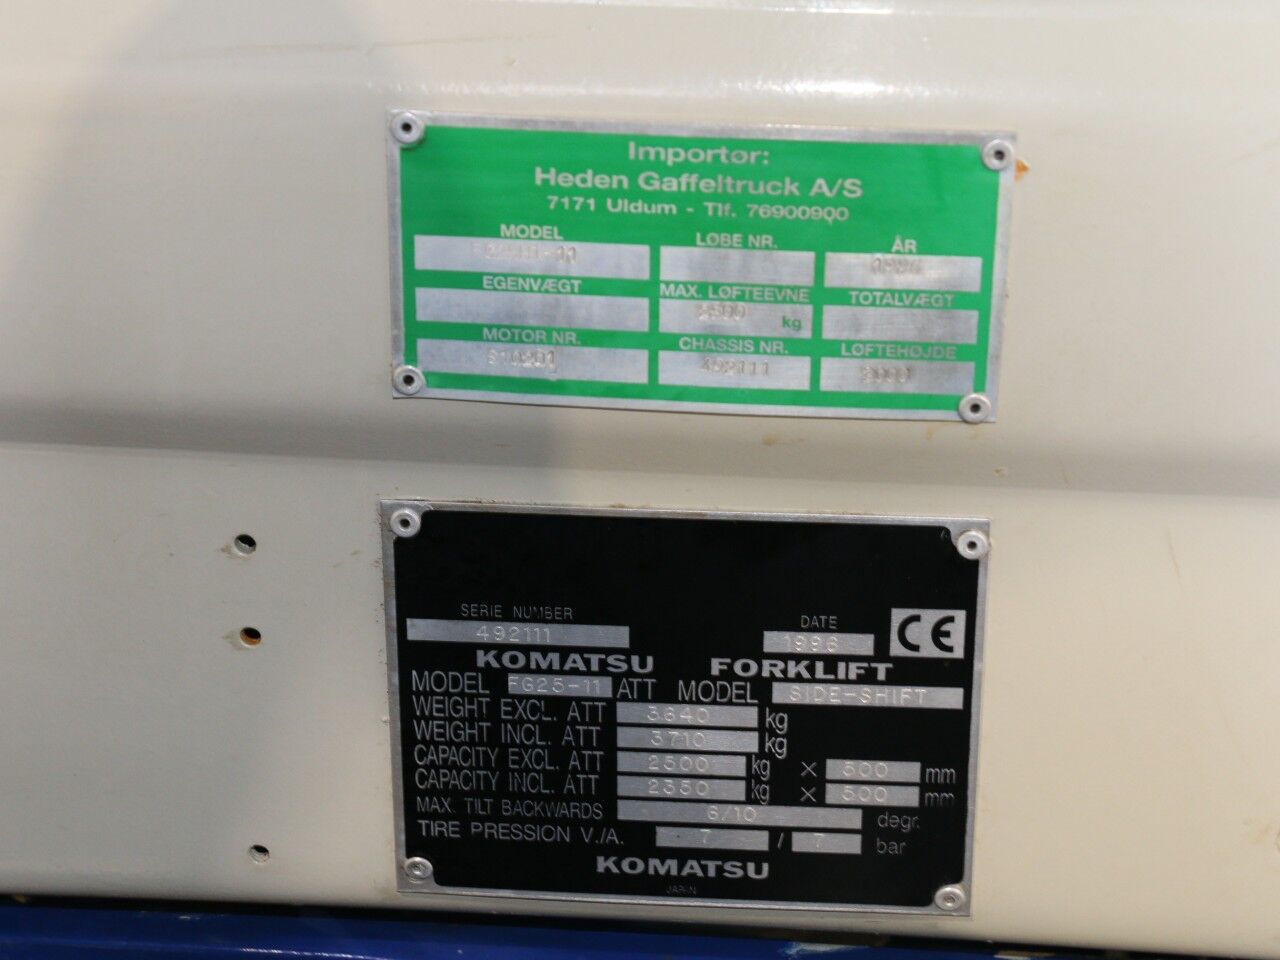 Importør:
Heden Gaffeltruck A/S
7171 Uldum - Tlf. 76900900
MODEL LØBE NR. ÅR
EGENVÆGT MAX. LØFTEEVNE TOTALVÆGT
2500 kg
MOTOR NR. CHASSIS NR. LØFTEHØJDE
492111
SERIE NUMBER DATE
492111 1996 CE
KOMATSU FORKLIFT
MODEL FG25-11 ATT MODEL SIDE-SHIFT
WEIGHT EXCL. ATT 3640 kg
WEIGHT INCL. ATT 3710 kg
CAPACITY EXCL. ATT 2500 kg × 500 mm
CAPACITY INCL. ATT 2350 kg × 500 mm
MAX. TILT BACKWARDS 6/10 degr.
TIRE PRESSION V./A. 7 / 7 bar
KOMATSU
JAPAN